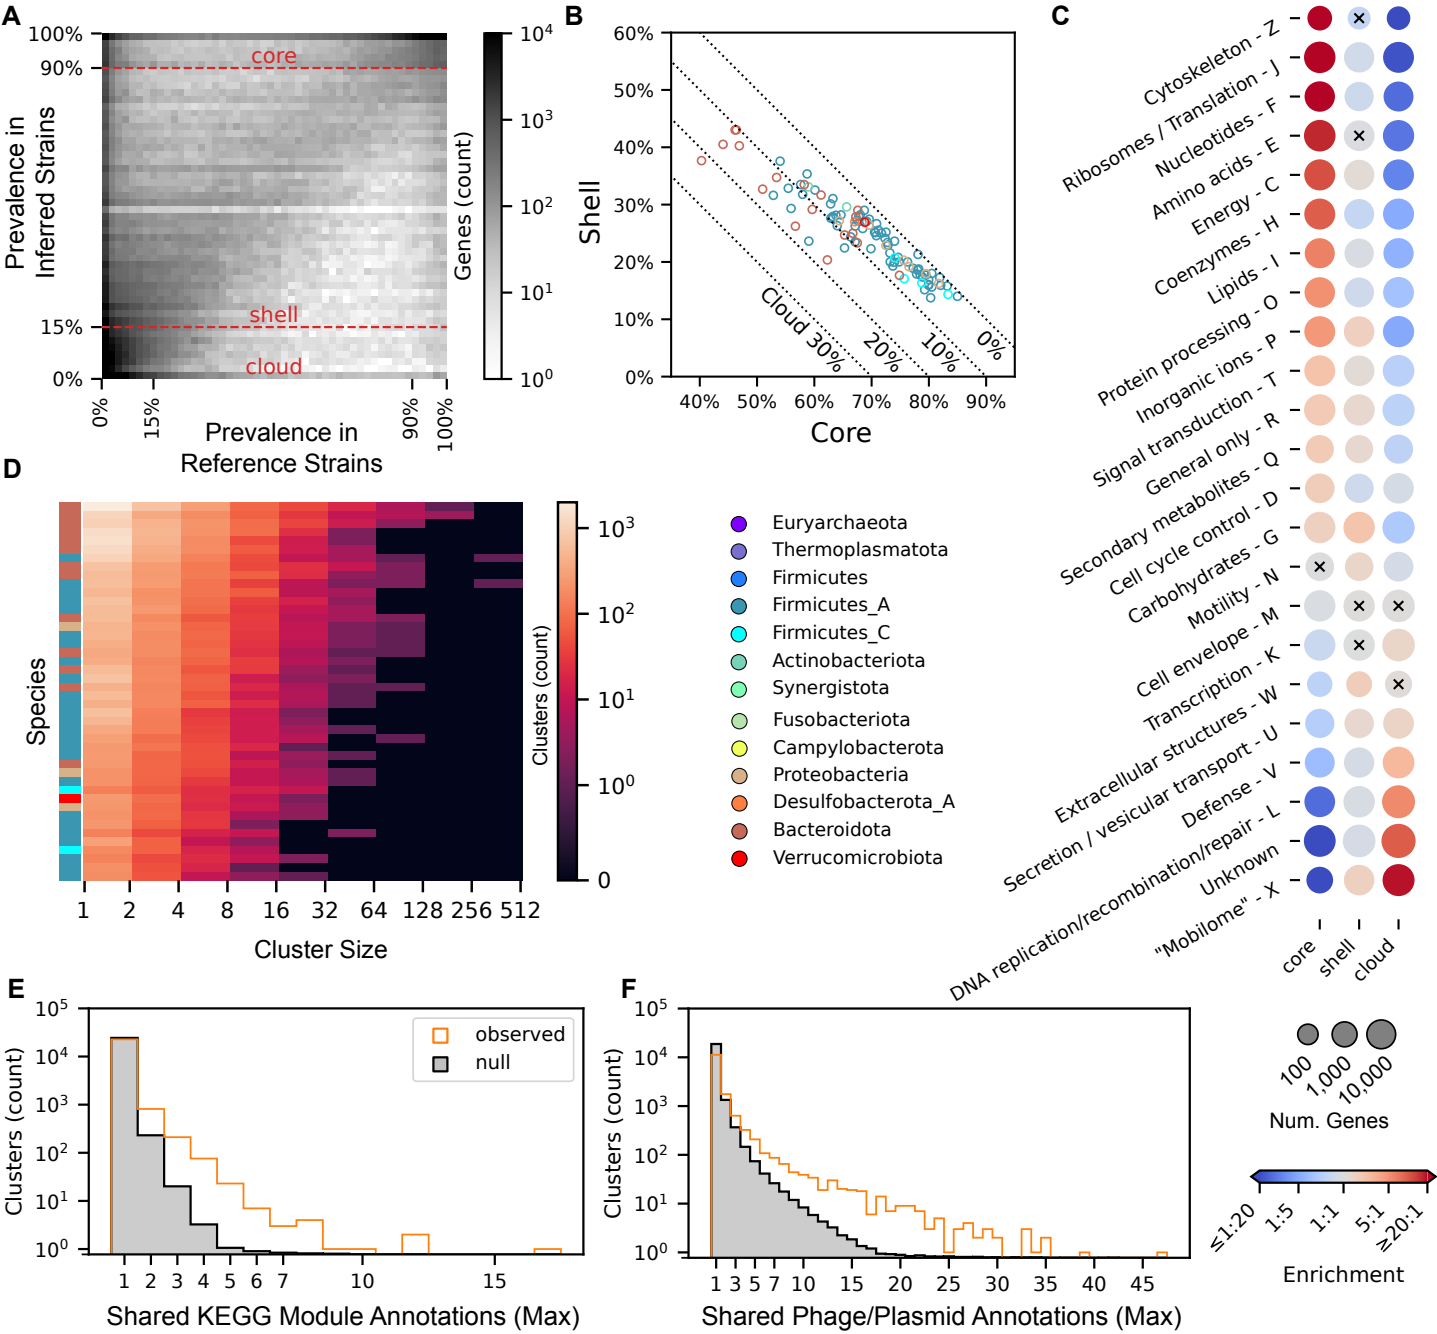 A
100%
90%
15%
0%
Prevalence in
Inferred Strains
core
shell
cloud
0%
15%
90%
100%
Prevalence in
Reference Strains
10^4
10^3
10^2
10^1
10^0
Genes (count)
B
60%
50%
40%
30%
20%
10%
0%
Shell
Cloud 30%
20%
10%
0%
40%
50%
60%
70%
80%
90%
Core
C
Cytoskeleton - Z
Ribosomes / Translation - J
Nucleotides - F
Amino acids - E
Energy - C
Coenzymes - H
Lipids - I
Protein processing - O
Inorganic ions - P
Signal transduction - T
General only - R
Secondary metabolites - Q
Cell cycle control - D
Carbohydrates - G
Motility - N
Cell envelope - M
Transcription - K
Extracellular structures - W
Secretion / vesicular transport - U
Defense - V
DNA replication/recombination/repair - L
Unknown
"Mobilome" - X
core
shell
cloud
100
1,000
10,000
Num. Genes
≤1:20
1:5
1:1
5:1
≥20:1
Enrichment
D
Species
1
2
4
8
16
32
64
128
256
512
Cluster Size
10^3
10^2
10^1
10^0
0
Clusters (count)
Euryarchaeota
Thermoplasmatota
Firmicutes
Firmicutes_A
Firmicutes_C
Actinobacteriota
Synergistota
Fusobacteriota
Campylobacterota
Proteobacteria
Desulfobacterota_A
Bacteroidota
Verrucomicrobiota
E
10^5
10^4
10^3
10^2
10^1
10^0
Clusters (count)
observed
null
1
2
3
4
5
6
7
10
15
Shared KEGG Module Annotations (Max)
F
10^5
10^4
10^3
10^2
10^1
10^0
Clusters (count)
1
3
5
7
10
15
20
25
30
35
40
45
Shared Phage/Plasmid Annotations (Max)